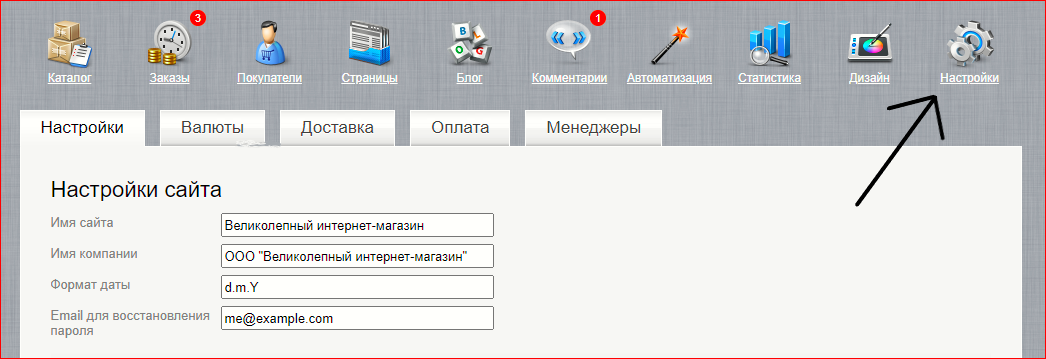 3
1
Каталог
Заказы
Покупатели
Страницы
BLOG
Блог
Комментарии
Автоматизация
Статистика
Дизайн
Настройки
Настройки
Валюты
Доставка
Оплата
Менеджеры
Настройки сайта
Имя сайта
Великолепный интернет-магазин
Имя компании
ООО "Великолепный интернет-магазин"
Формат даты
d.m.Y
Email для восстановления
пароля
me@example.com